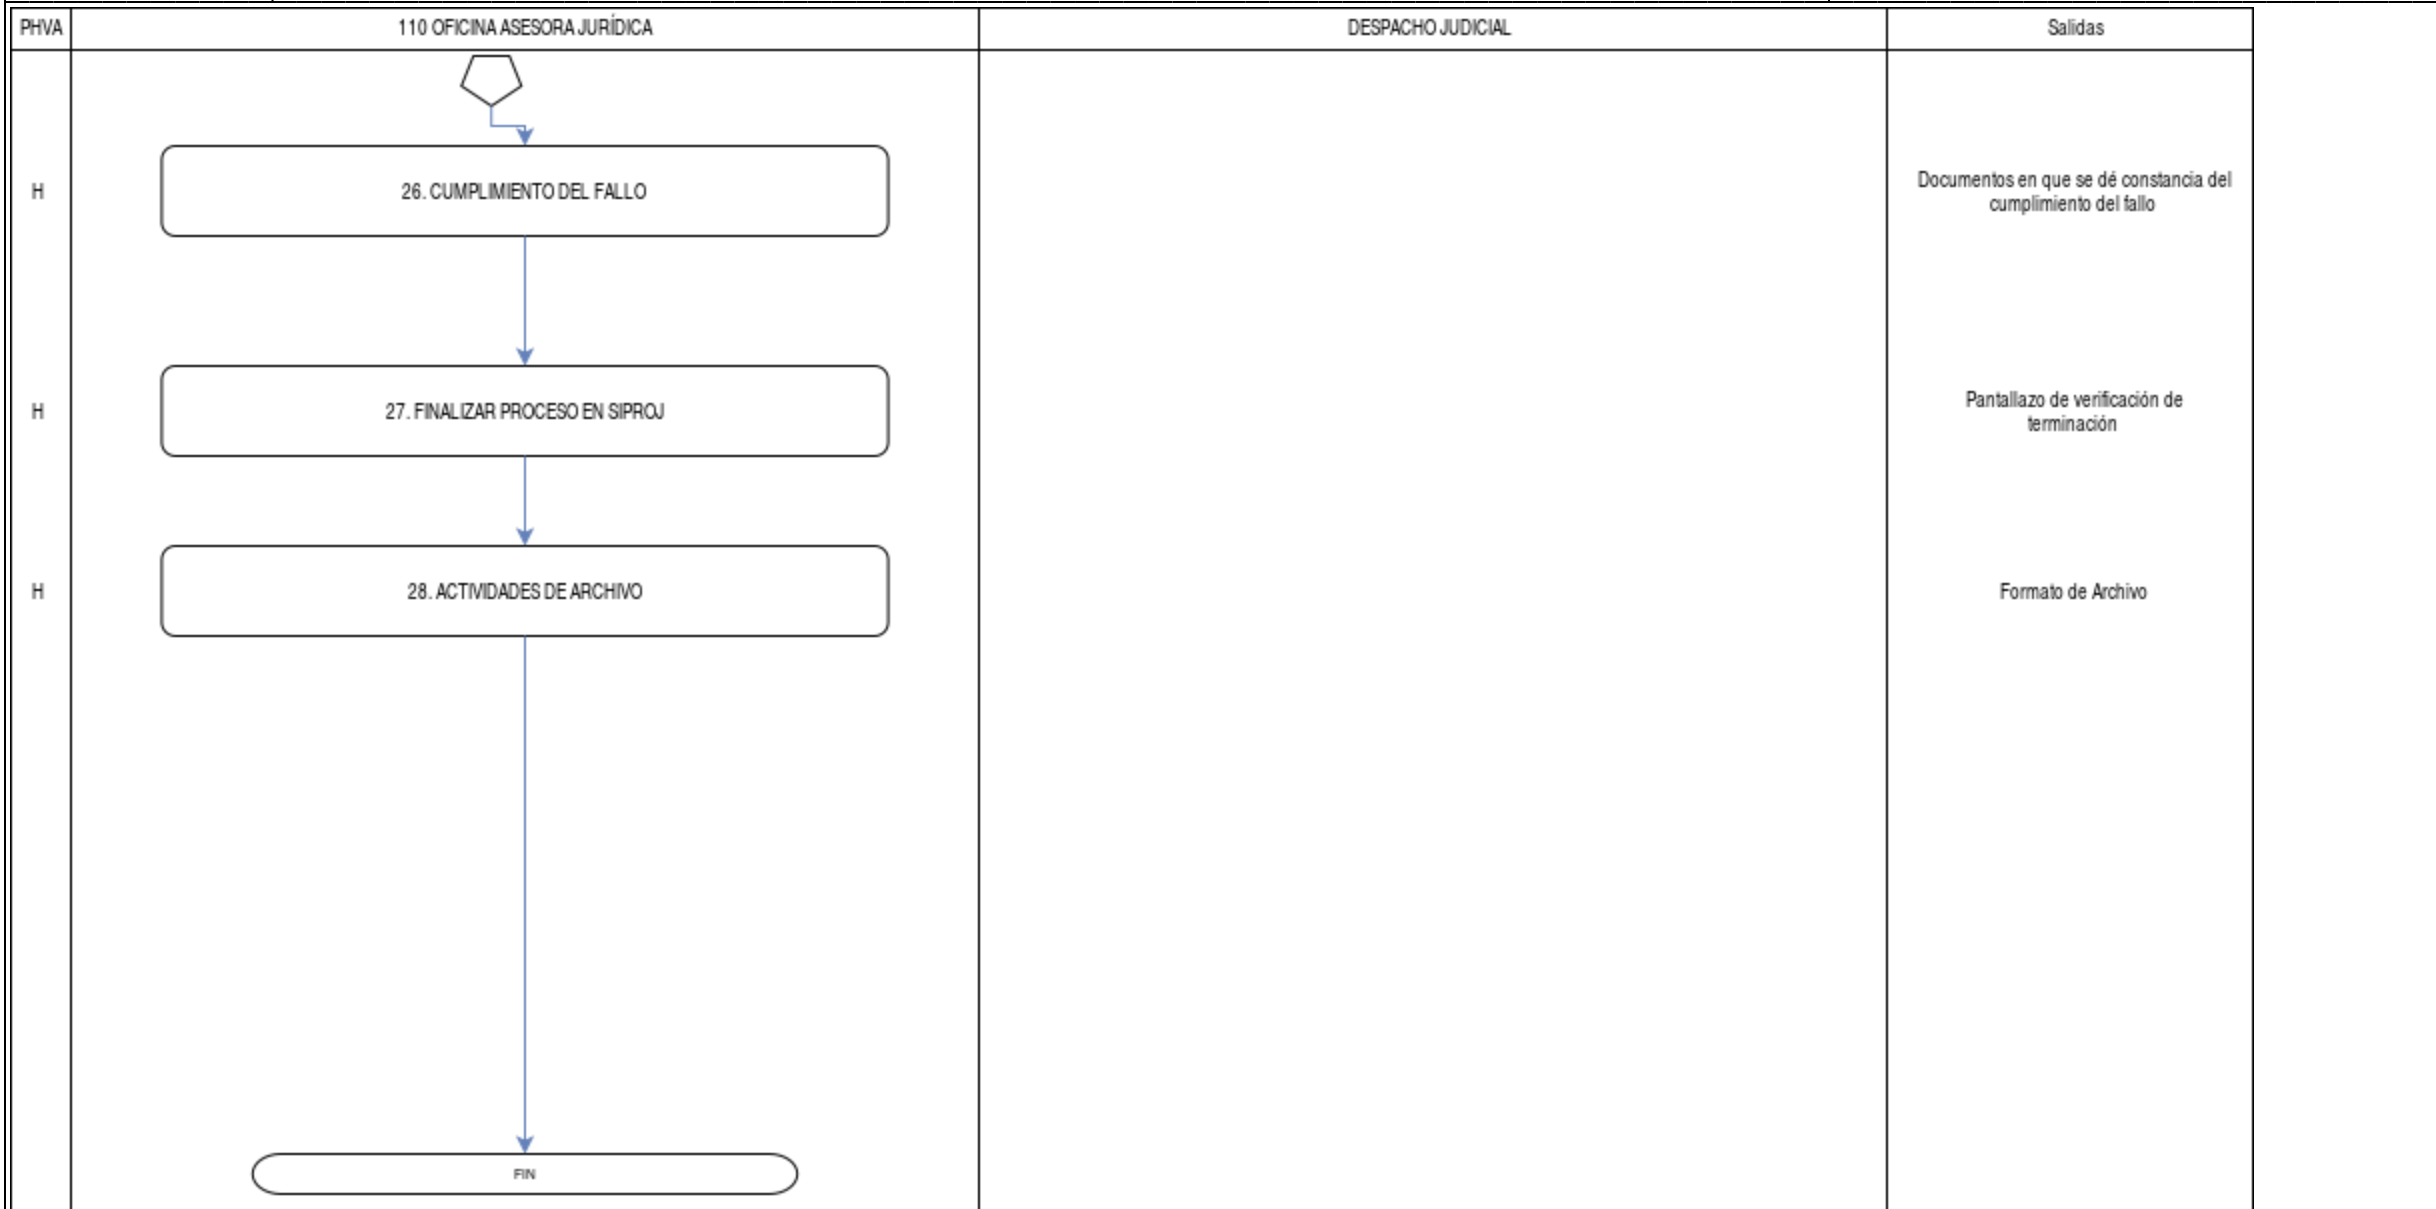 PHVA
110 OFICINA ASESORA JURÍDICA
DESPACHO JUDICIAL
Salidas
H
26. CUMPLIMIENTO DEL FALLO
Documentos en que se dé constancia del
cumplimiento del fallo
H
27. FINALIZAR PROCESO EN SIPROJ
Pantallazo de verificación de
terminación
H
28. ACTIVIDADES DE ARCHIVO
Formato de Archivo
FIN